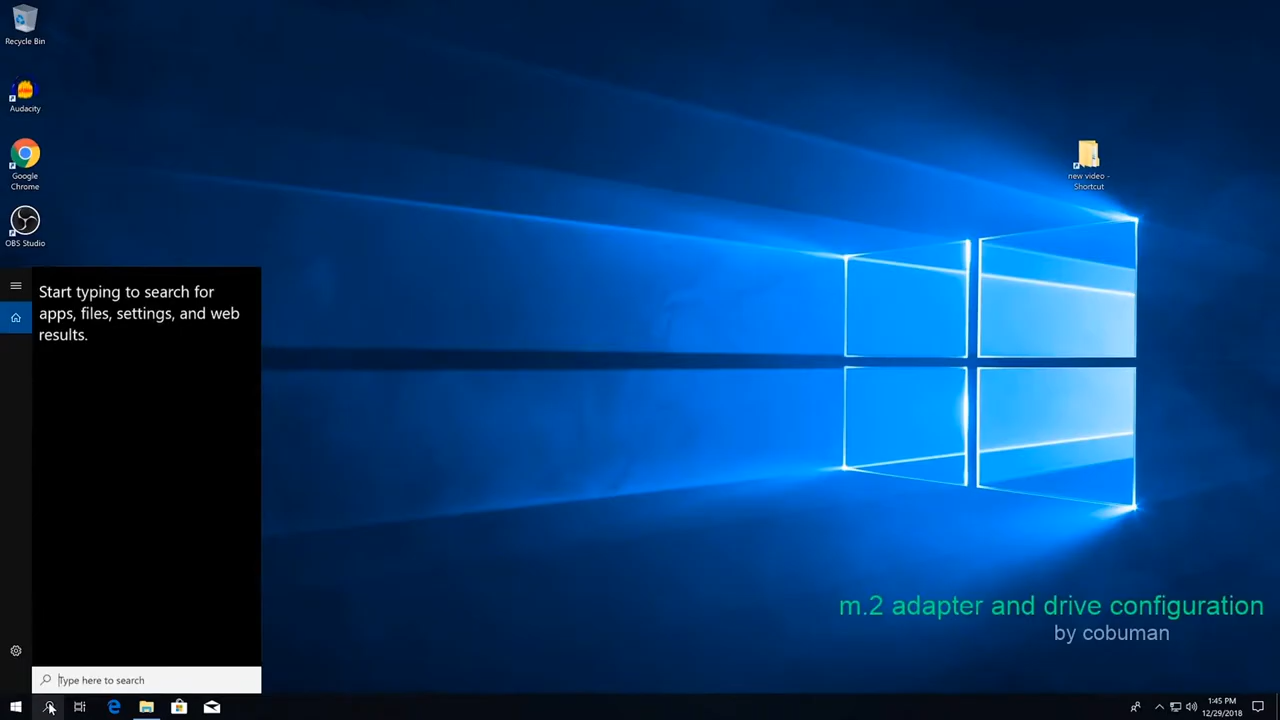 Recycle Bin
Audacity
Google
Chrome
OBS Studio
new video -
Shortcut
Start typing to search for
apps, files, settings, and web
results.
Type here to search
m.2 adapter and drive configuration
by cobuman
1:45 PM
12/29/2018